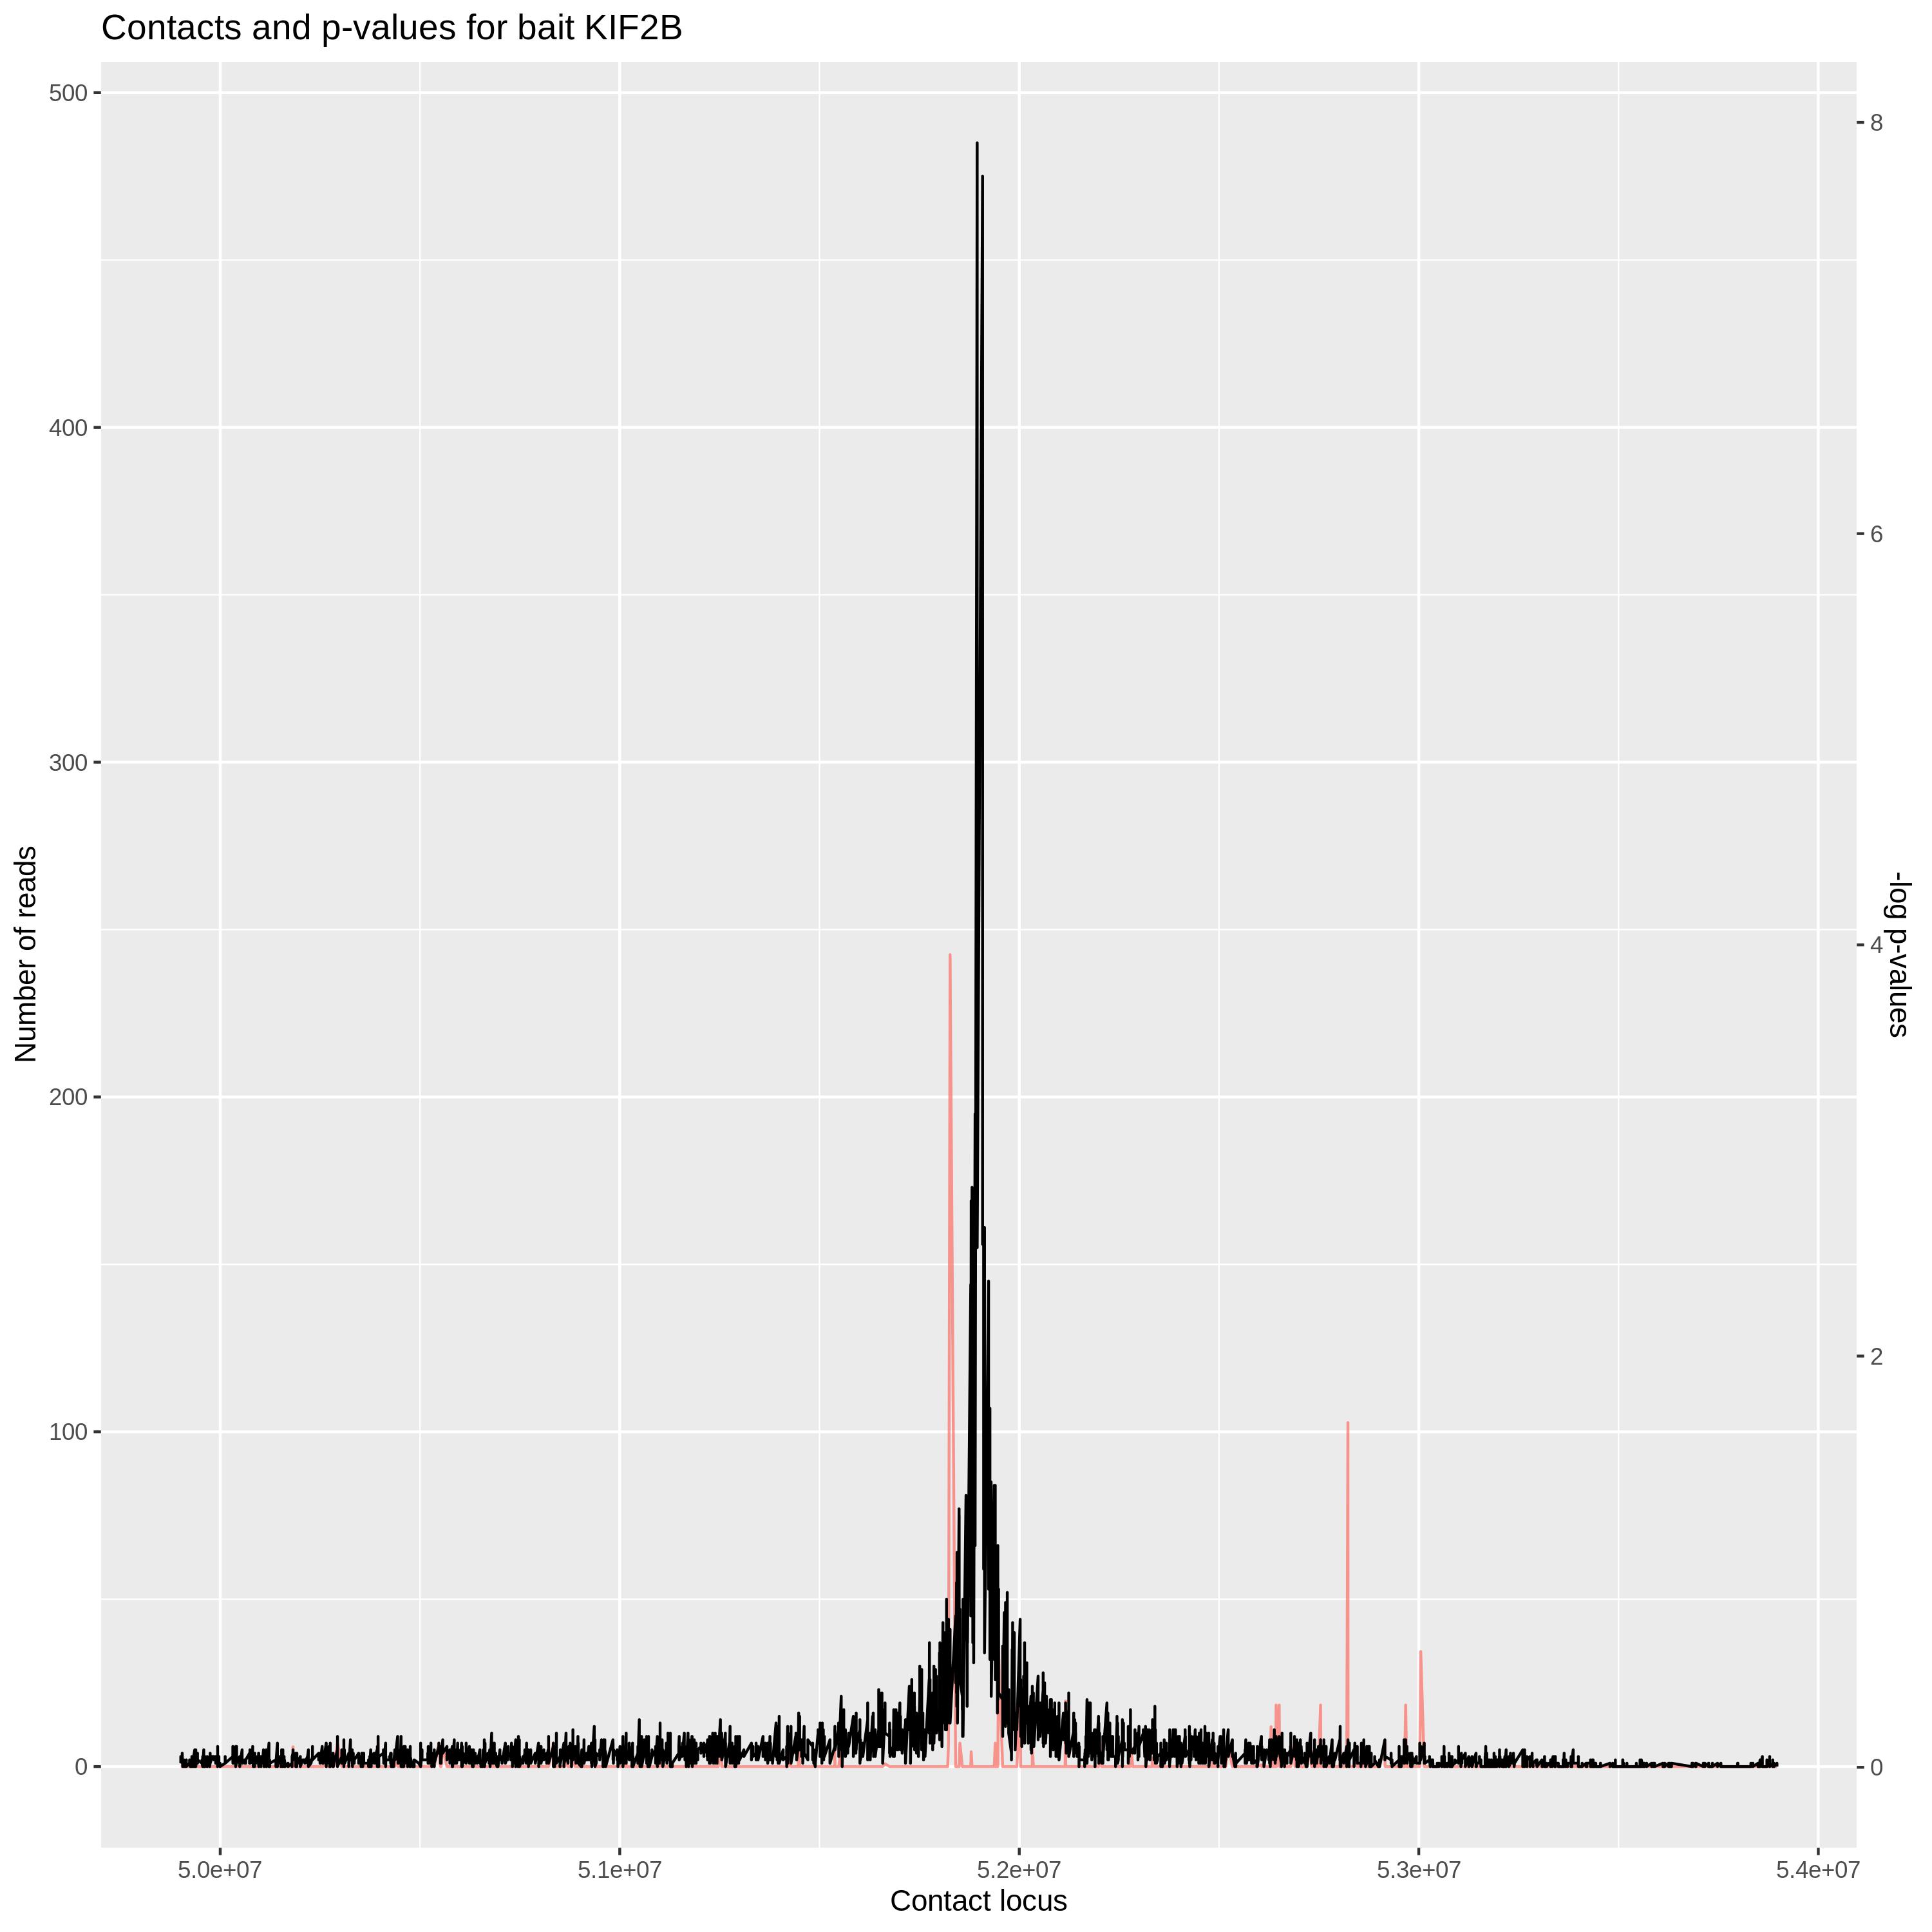 Contacts and p-values for bait KIF2B
500
400
300
200
100
0
Number of reads
8
6
4
2
0
-log p-values
5.0e+07
5.1e+07
5.2e+07
5.3e+07
5.4e+07
Contact locus